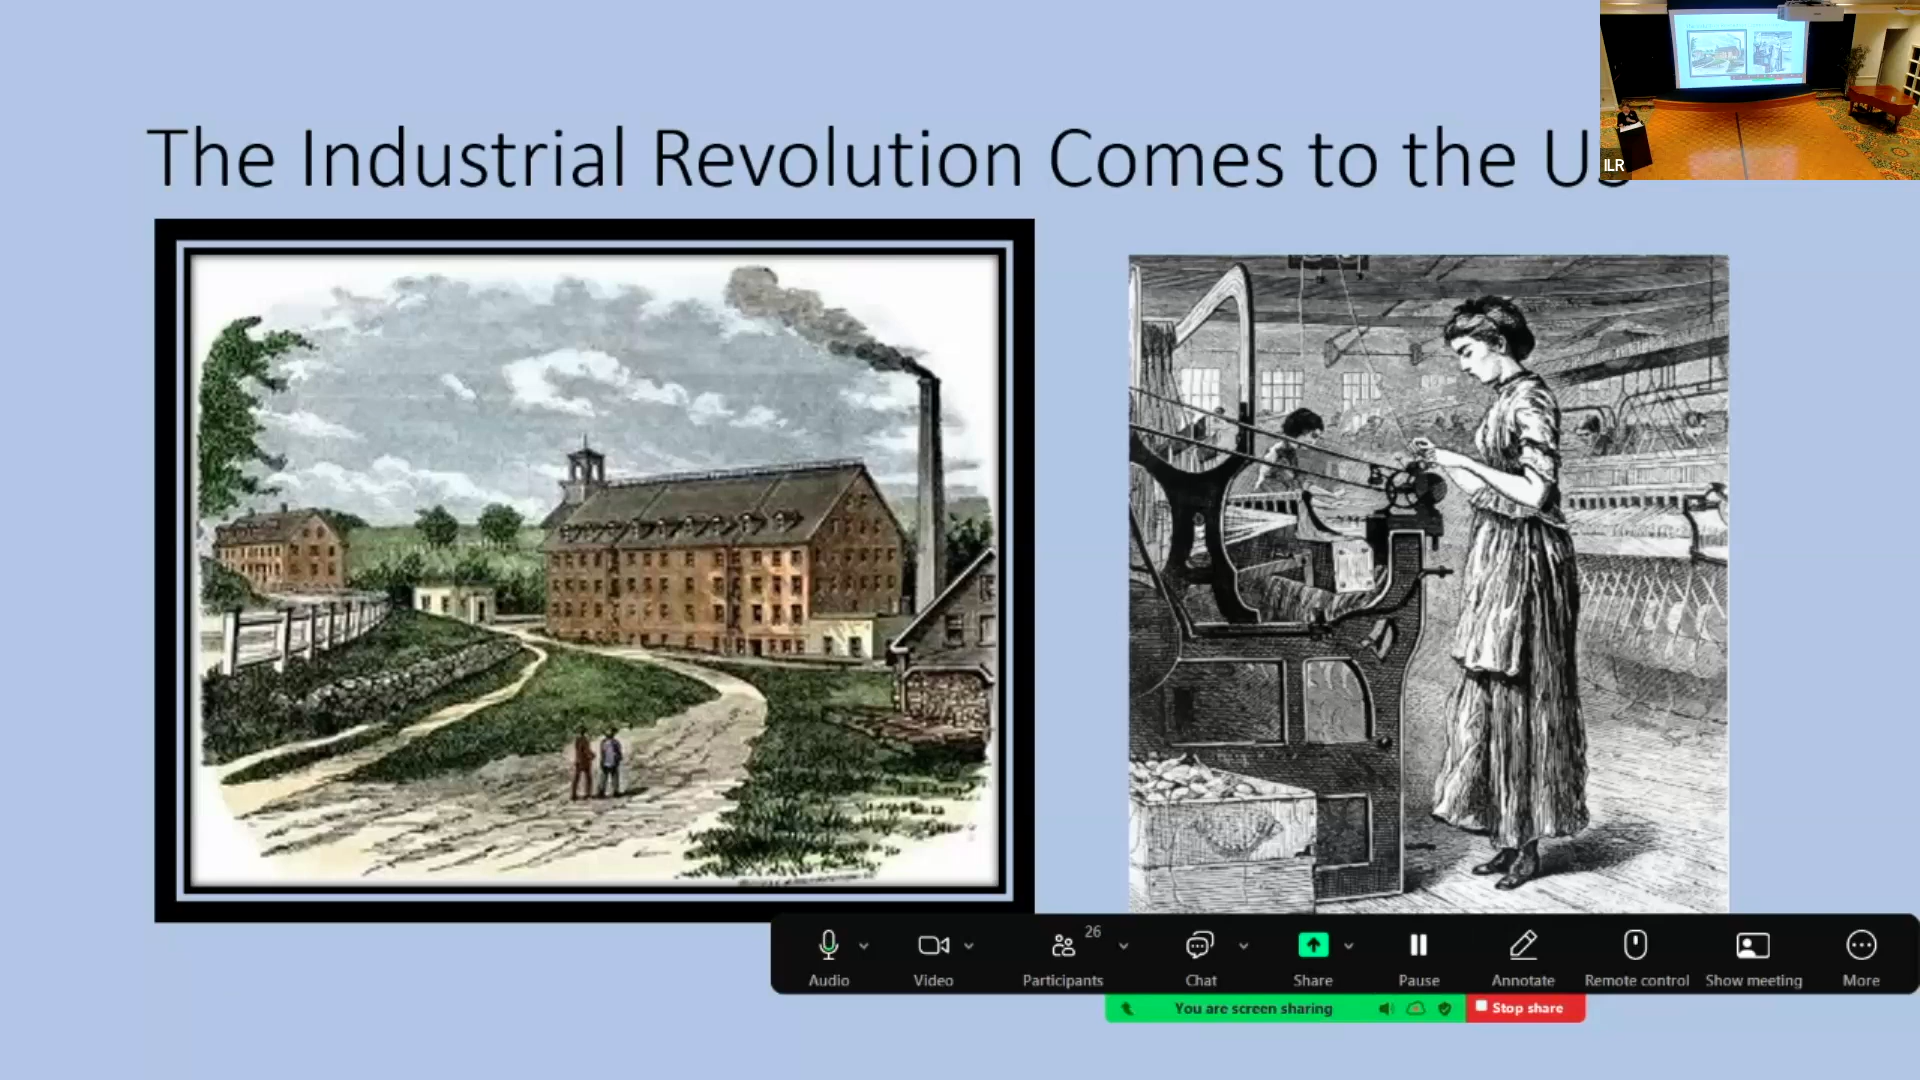 The Industrial Revolution Comes to the US
ILR
26
Audio
Video
Participants
Chat
Share
Pause
Annotate
Remote control
Show meeting
More
You are screen sharing
Stop share